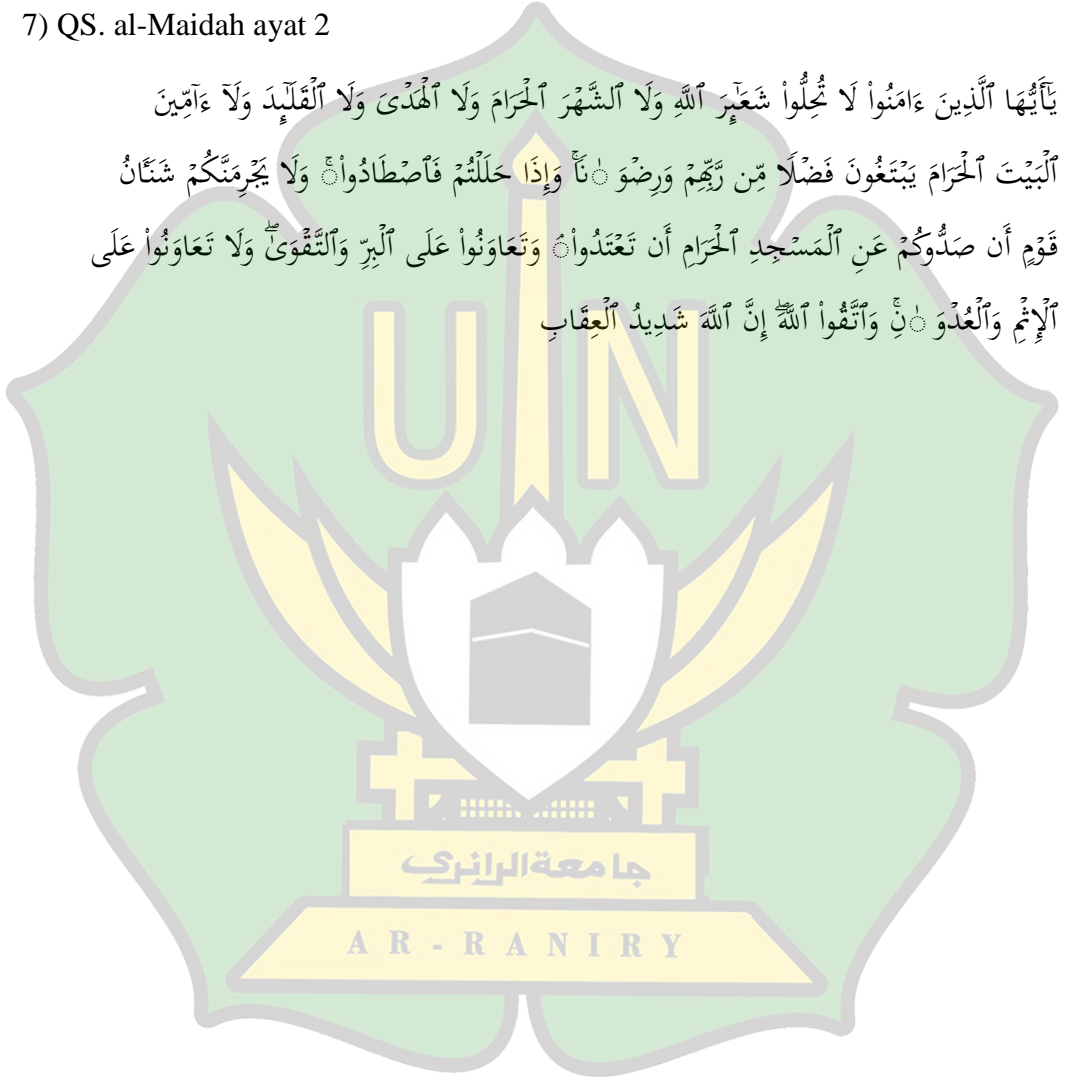 7) QS. al-Maidah ayat 2
يَٰٓأَيُّهَا ٱلَّذِينَ ءَامَنُواْ لَا تُحِلُّواْ شَعَٰٓئِرَ ٱللَّهِ وَلَا ٱلشَّهۡرَ ٱلۡحَرَامَ وَلَا ٱلۡهَدۡىَ وَلَا ٱلۡقَلَٰٓئِدَ وَلَآ ءَآمِّينَ
ٱلۡبَيۡتَ ٱلۡحَرَامَ يَبۡتَغُونَ فَضۡلًا مِّن رَّبِّهِمۡ وَرِضۡوَ ٰنًاۚ وَإِذَا حَلَلۡتُمۡ فَٱصۡطَادُواْۚ وَلَا يَجۡرِمَنَّكُمۡ شَنَـَٔانُ
قَوۡمٍ أَن صَدُّوكُمۡ عَنِ ٱلۡمَسۡجِدِ ٱلۡحَرَامِ أَن تَعۡتَدُواْۘ وَتَعَاوَنُواْ عَلَى ٱلۡبِرِّ وَٱلتَّقۡوَىٰۖ وَلَا تَعَاوَنُواْ عَلَى
ٱلۡإِثۡمِ وَٱلۡعُدۡوَ ٰنِۚ وَٱتَّقُواْ ٱللَّهَۖ إِنَّ ٱللَّهَ شَدِيدُ ٱلۡعِقَابِ
UIN
جامعة الرانري
AR-RANIRY